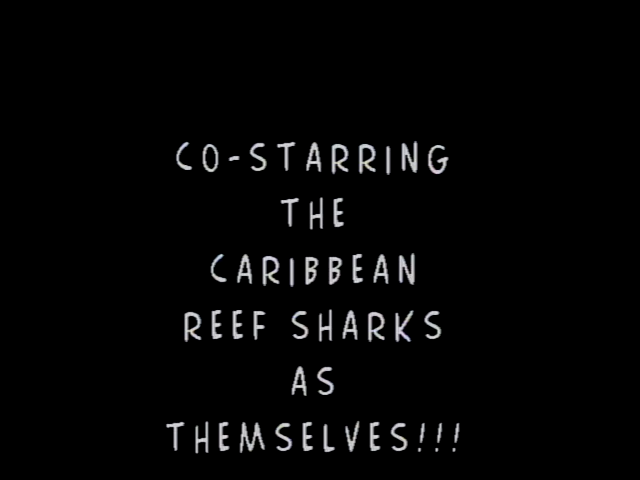 CO-STARRING
THE
CARIBBEAN
REEF SHARKS
AS
THEMSELVES!!!